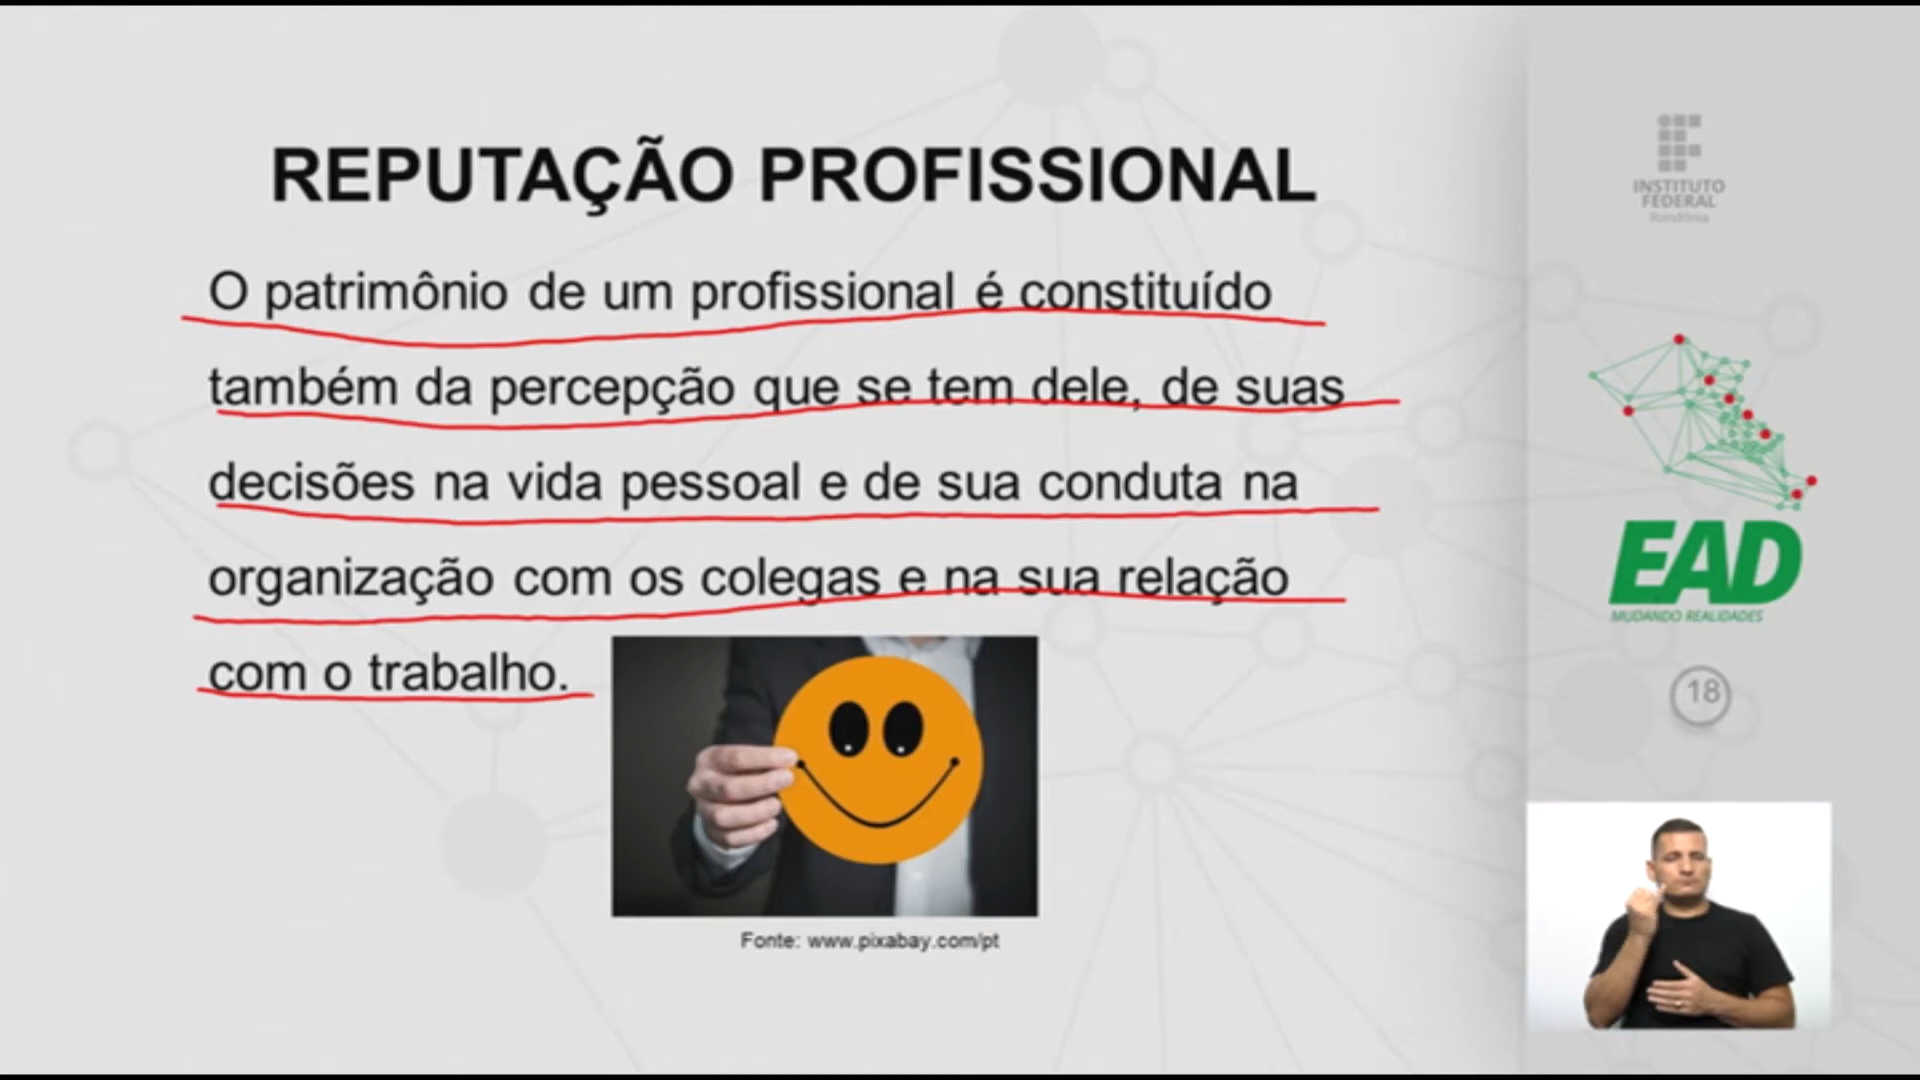 REPUTAÇÃO PROFISSIONAL
O patrimônio de um profissional é constituído
também da percepção que se tem dele, de suas
decisões na vida pessoal e de sua conduta na
organização com os colegas e na sua relação
com o trabalho.
Fonte: www.pixabay.com/pt
INSTITUTO
FEDERAL
Rondônia
EAD
MUDANDO REALIDADES
18